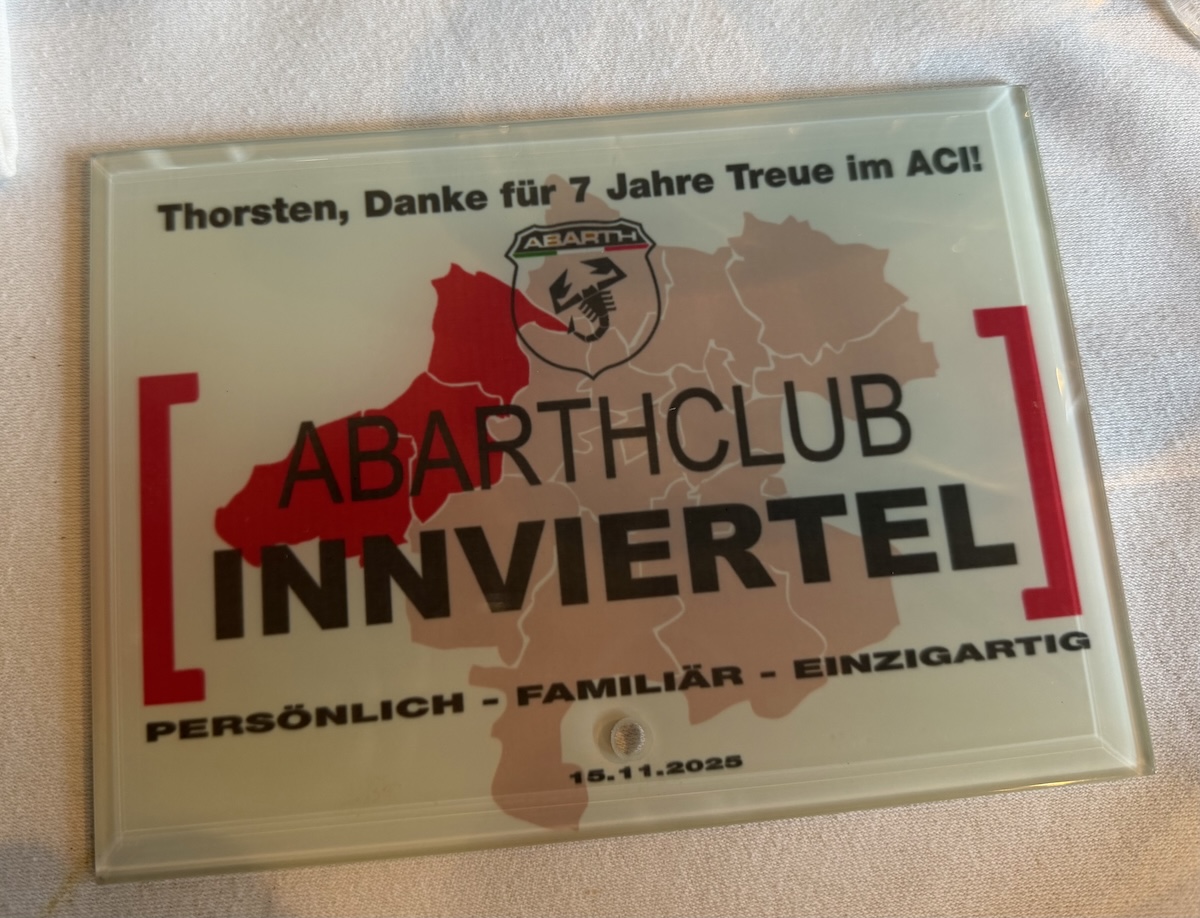 Thorsten, Danke für 7 Jahre Treue im ACI!
ABARTH
ABARTHCLUB
INNVIERTEL
PERSÖNLICH - FAMILIÄR - EINZIGARTIG
15.11.2025